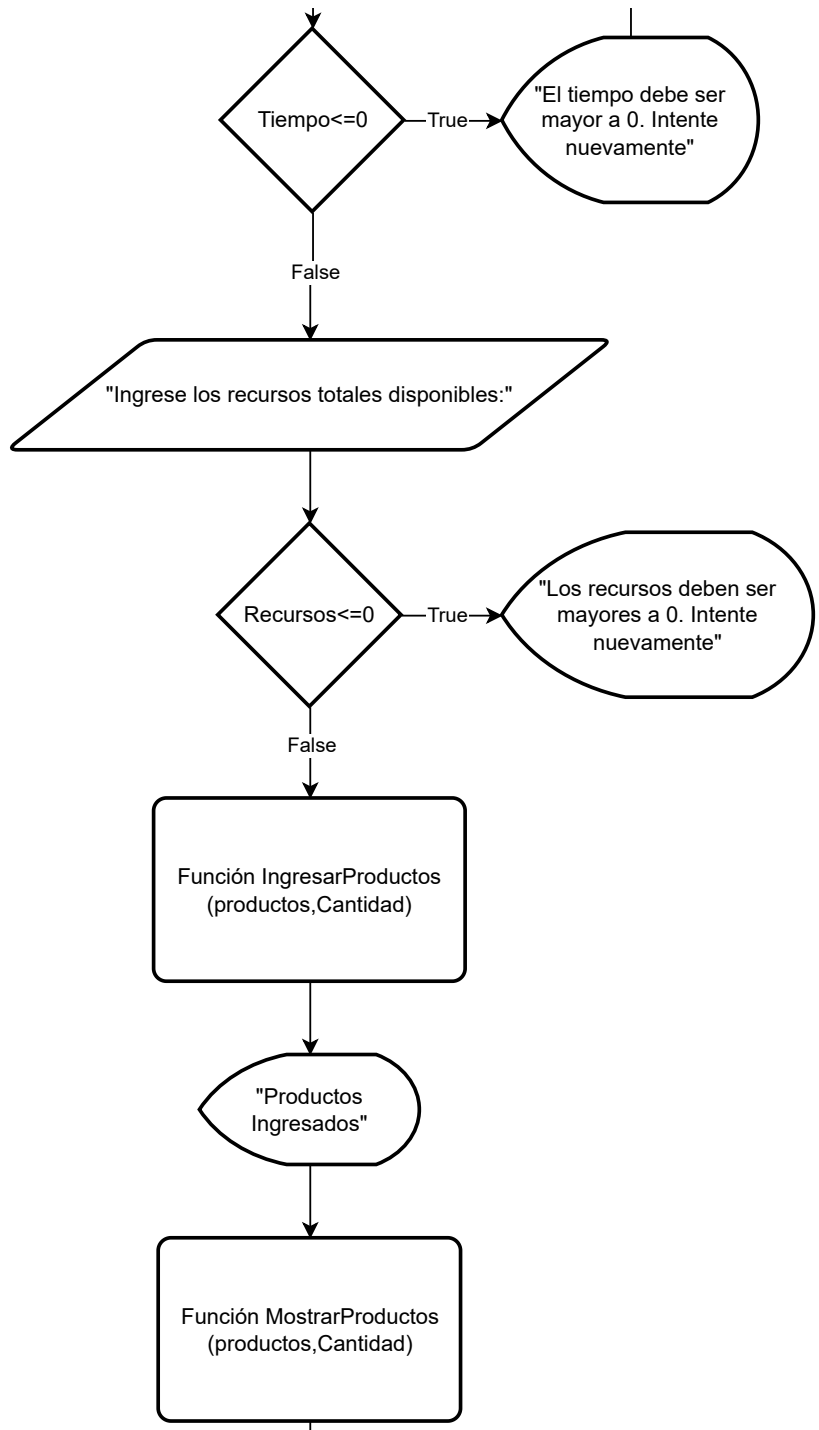 Tiempo<=0
True
"El tiempo debe ser
mayor a 0. Intente
nuevamente"
False
"Ingrese los recursos totales disponibles:"
Recursos<=0
True
"Los recursos deben ser
mayores a 0. Intente
nuevamente"
False
Función IngresarProductos
(productos,Cantidad)
"Productos
Ingresados"
Función MostrarProductos
(productos,Cantidad)